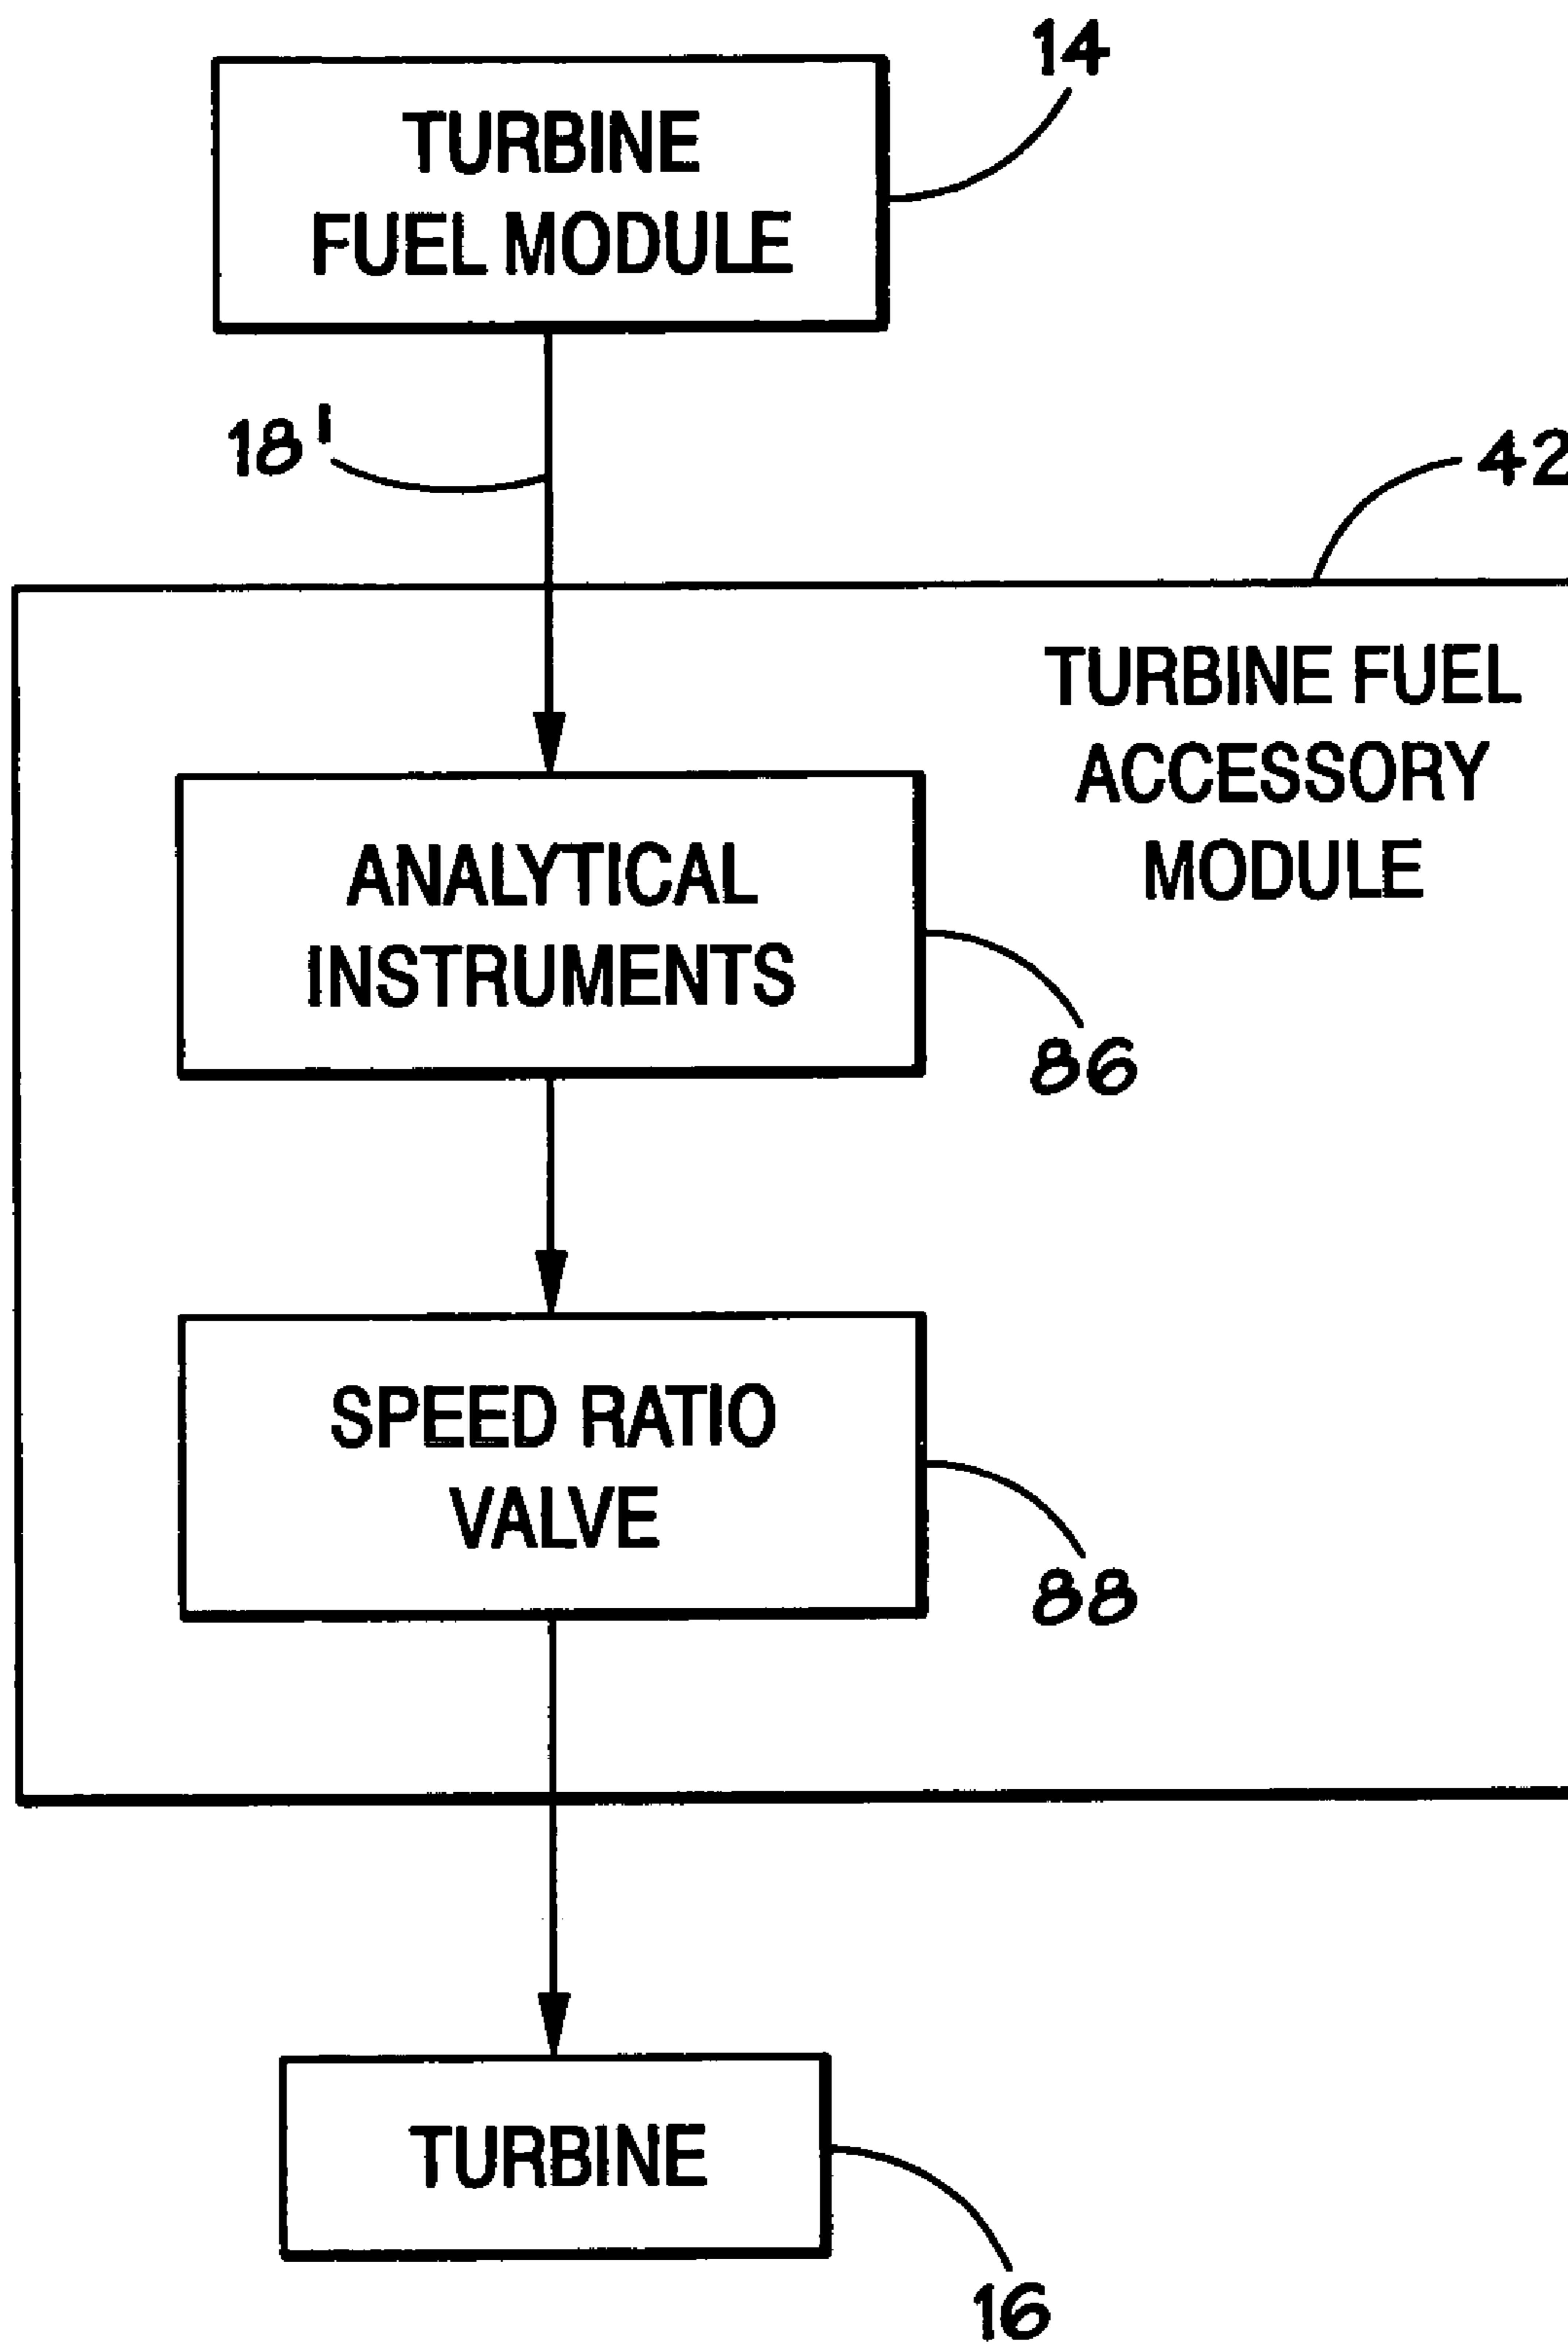 14
TURBINE
FUEL MODULE
18'
42
TURBINE FUEL
ACCESSORY
MODULE
ANALYTICAL
INSTRUMENTS
86
SPEED RATIO
VALVE
88
TURBINE
16